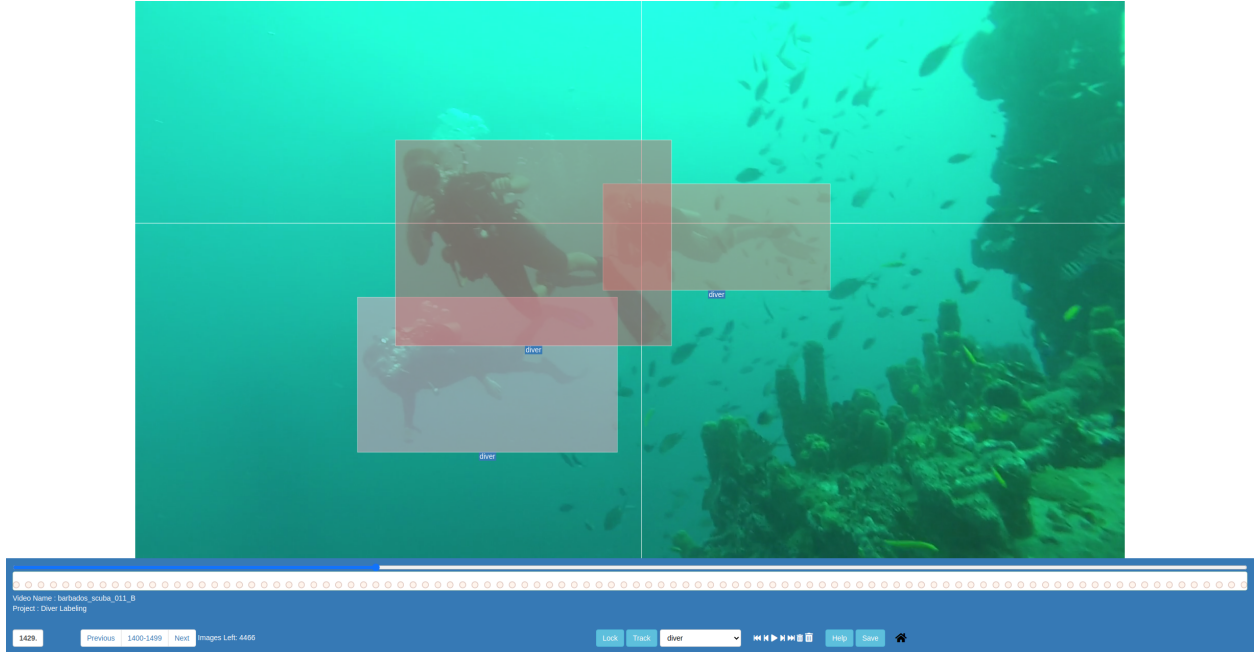 diver
diver
diver
Video Name : barbados_scuba_011_B
Project : Diver Labeling
1429.
Previous
1400-1499
Next
Images Left: 4466
Lock
Track
diver
Help
Save